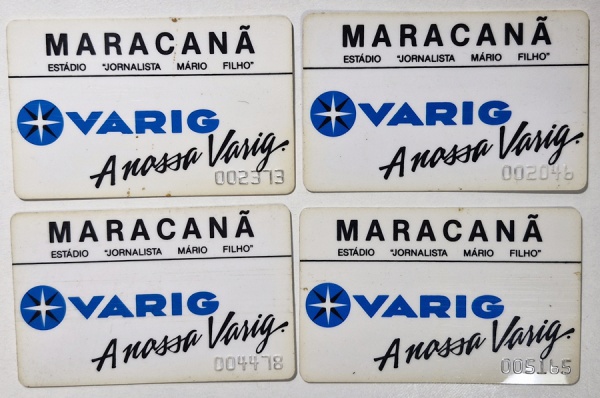 MARACANÃ
ESTÁDIO "JORNALISTA MÁRIO FILHO"
VARIG
A nossa Varig.
002373
MARACANÃ
ESTÁDIO "JORNALISTA MÁRIO FILHO"
VARIG
A nossa Varig.
002046
MARACANÃ
ESTÁDIO "JORNALISTA MÁRIO FILHO"
VARIG
A nossa Varig.
004478
MARACANÃ
ESTÁDIO "JORNALISTA MÁRIO FILHO"
VARIG
A nossa Varig.
005165